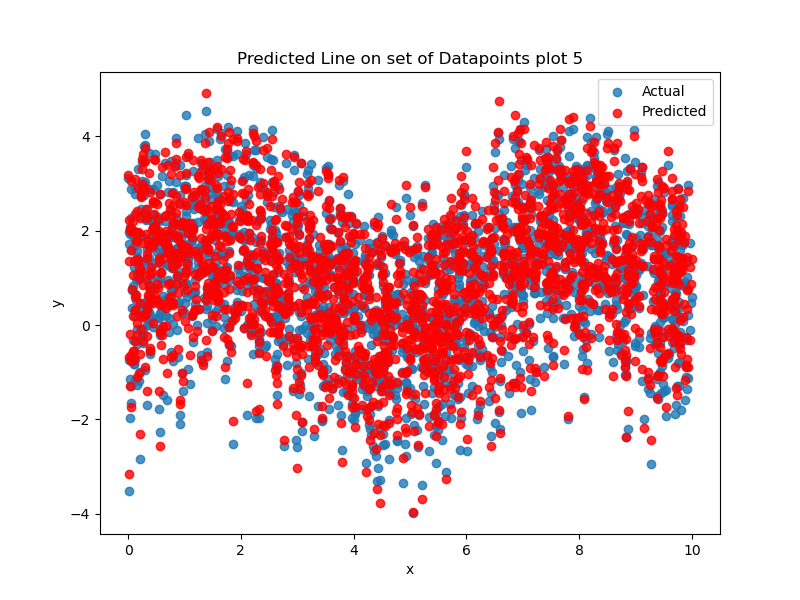 Predicted Line on set of Datapoints plot 5
Actual
Predicted
4
2
0
−2
−4
y
0 2 4 6 8 10
x